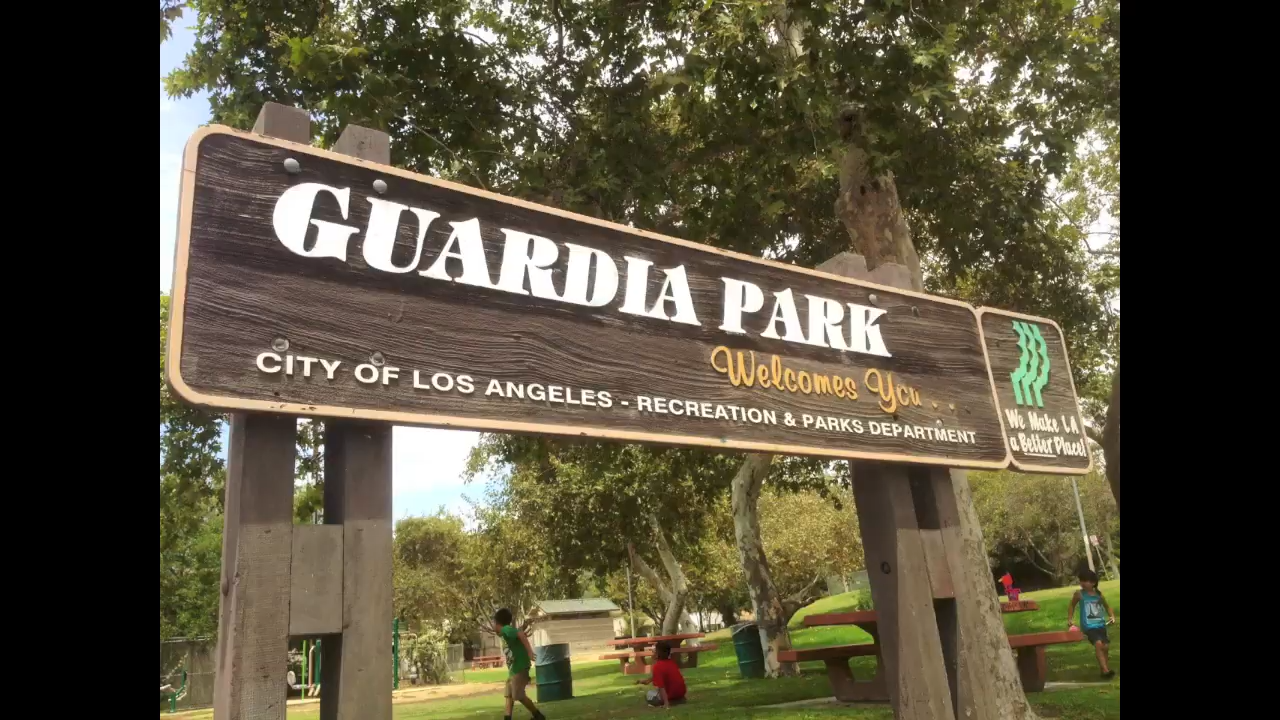 GUARDIA PARK
Welcomes You . . .
CITY OF LOS ANGELES - RECREATION & PARKS DEPARTMENT
We Make LA
a Better Place!